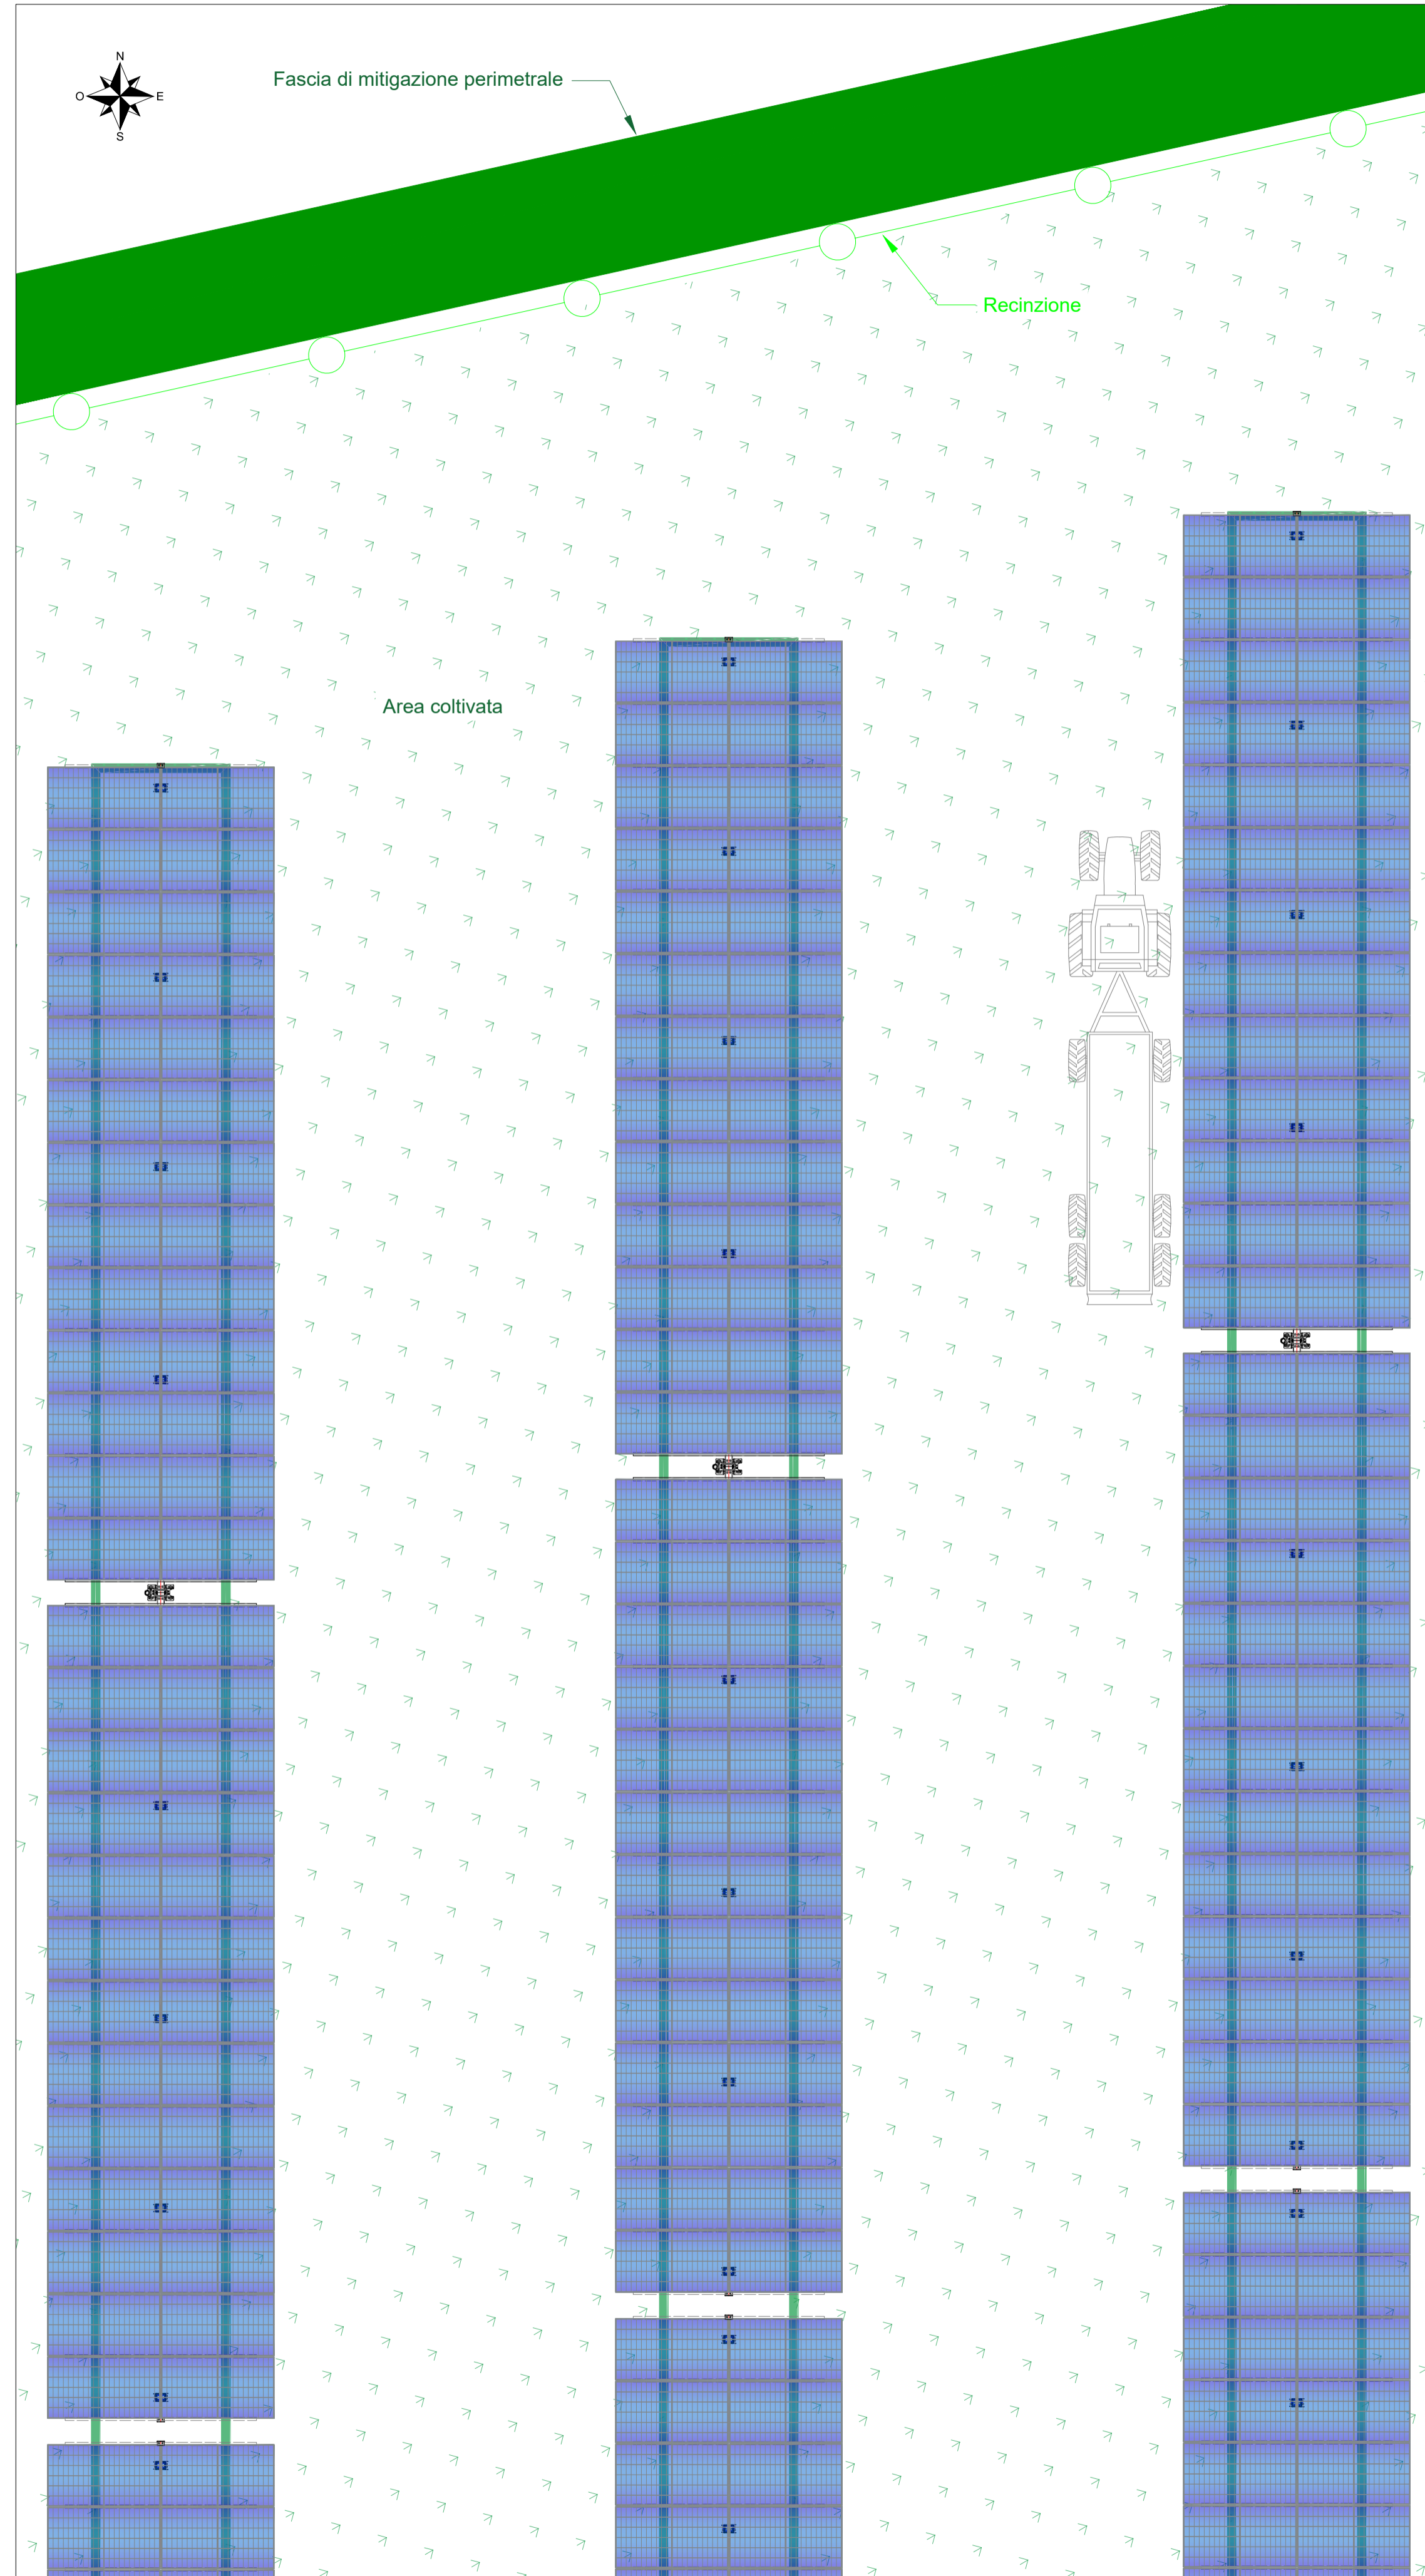 N
Fascia di mitigazione perimetrale
O
E
S
Recinzione
Area coltivata